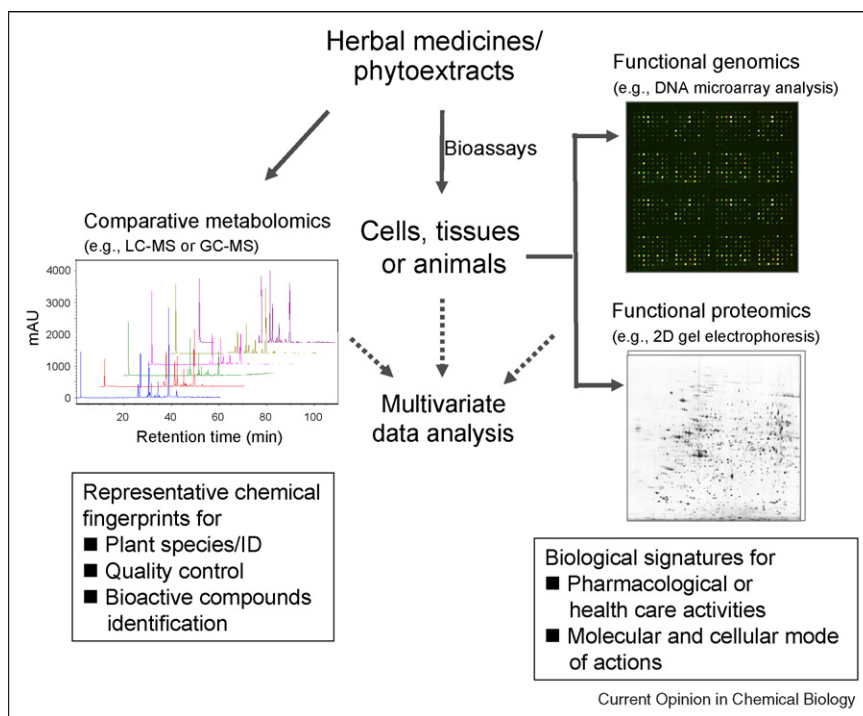 Herbal medicines/
phytoextracts
Functional genomics
(e.g., DNA microarray analysis)
Bioassays
Comparative metabolomics
(e.g., LC-MS or GC-MS)
Cells, tissues
or animals
4000
3000
2000
1000
0
mAU
20
40
60
80
100
Retention time (min)
Functional proteomics
(e.g., 2D gel electrophoresis)
Multivariate
data analysis
Representative chemical
fingerprints for
■ Plant species/ID
■ Quality control
■ Bioactive compounds
identification
Biological signatures for
■ Pharmacological or
health care activities
■ Molecular and cellular mode
of actions
Current Opinion in Chemical Biology